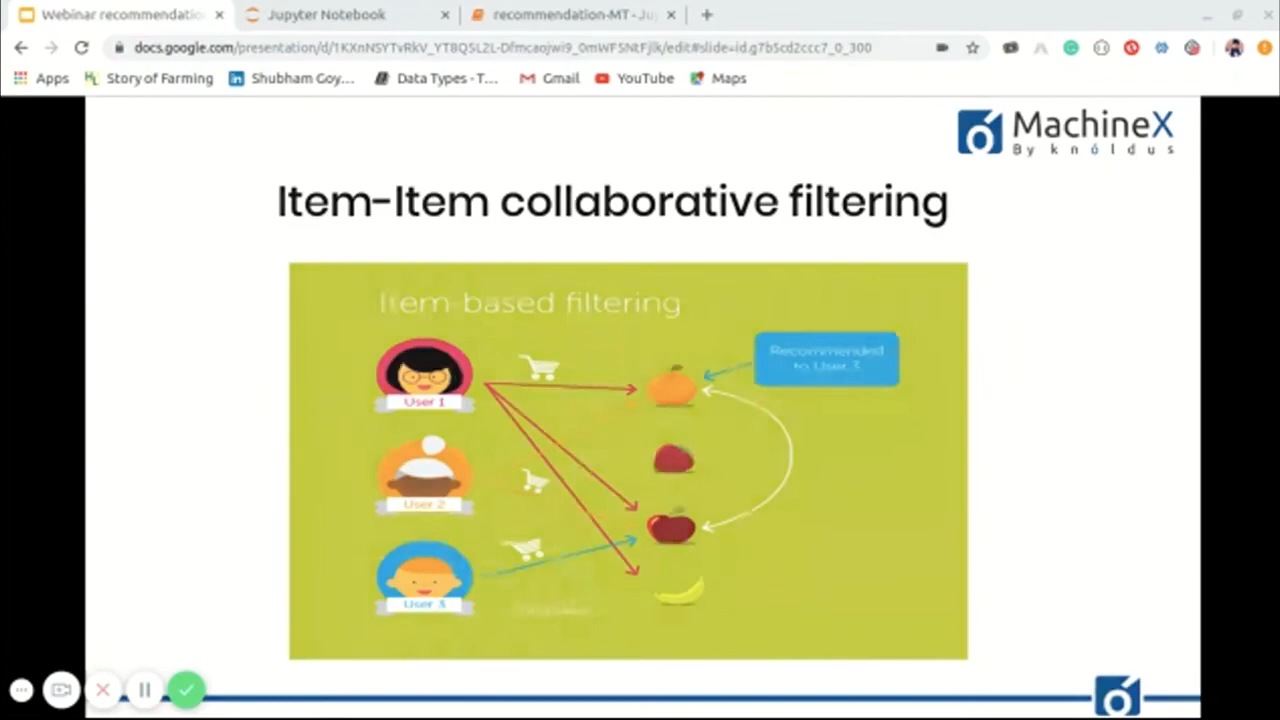 Webinar recommendatio
Jupyter Notebook
recommendation-MT - Ju
docs.google.com/presentation/d/1KXnNSYTvRkV_YT8Q5L2L-Dfmcaojwi9_0mWF5NtFjlk/edit#slide=id.g7b5cd2ccc7_0_300
Apps
Story of Farming
Shubham Goy...
Data Types - T...
Gmail
YouTube
Maps
MachineX
By knóldus
Item-Item collaborative filtering
Item-based filtering
Recommended
to User 3
User 1
User 2
User 3